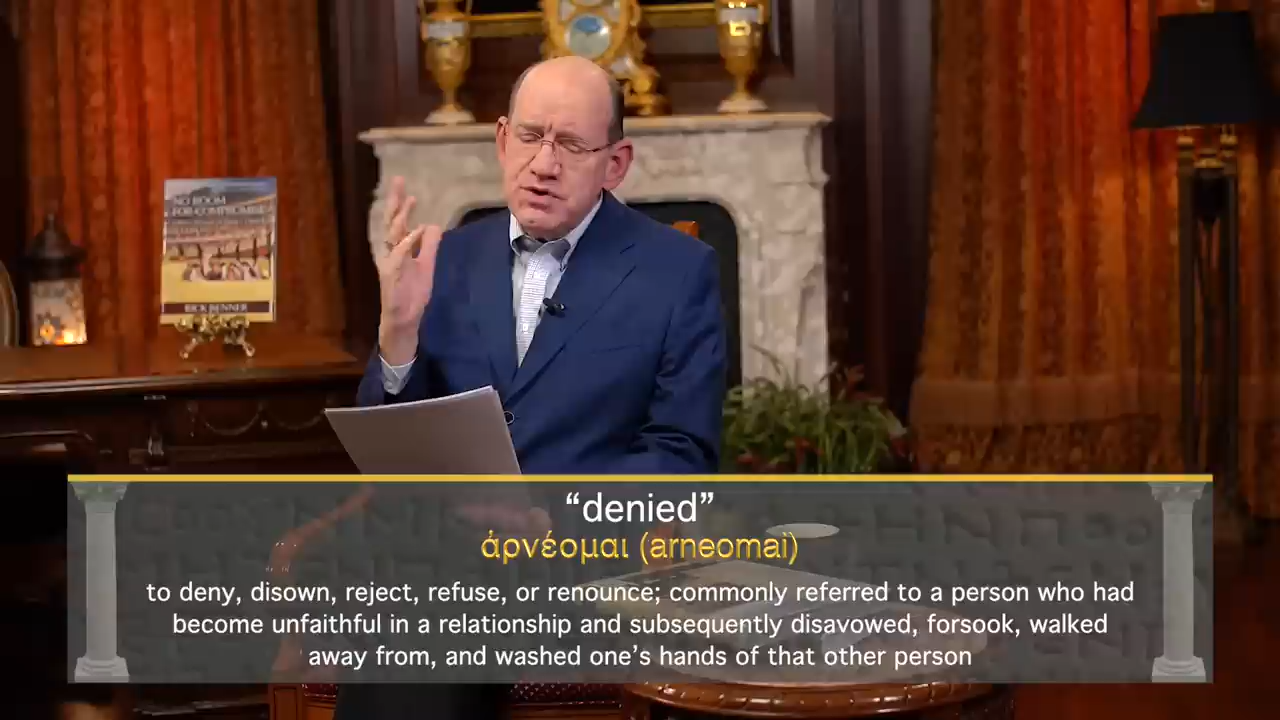 NO ROOM
FOR COMPROMISE
RICK RENNER
“denied”
ἀρνέομαι (arneomai)
to deny, disown, reject, refuse, or renounce; commonly referred to a person who had
become unfaithful in a relationship and subsequently disavowed, forsook, walked
away from, and washed one’s hands of that other person